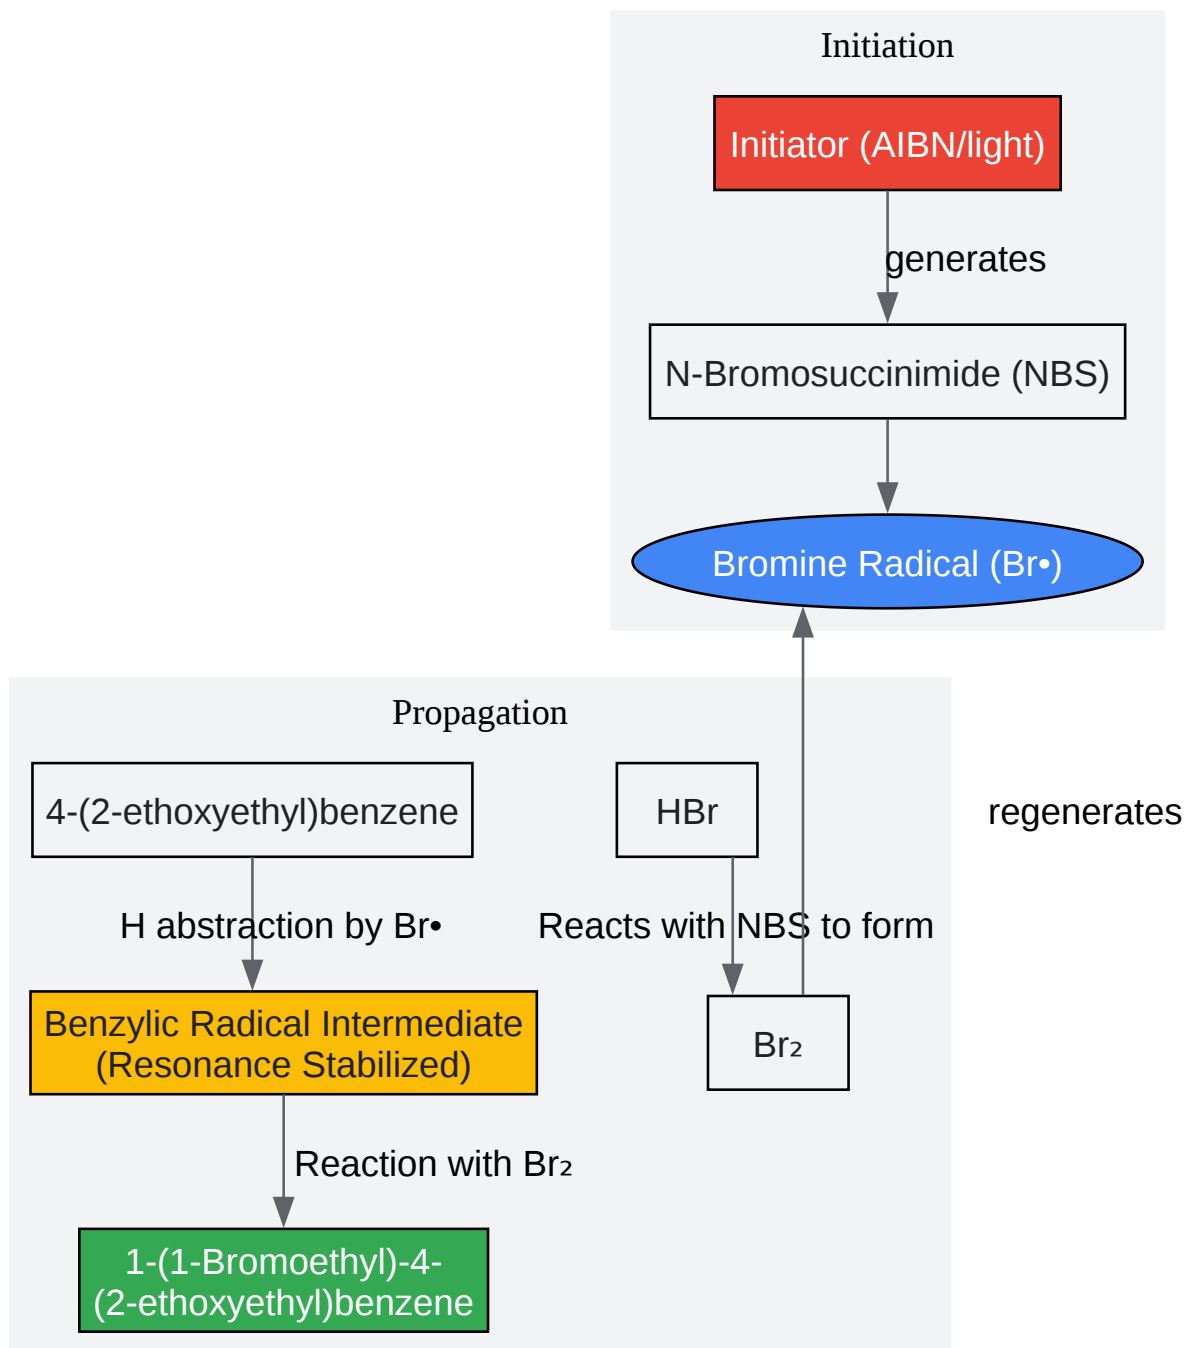 Initiation
Initiator (AIBN/light)
generates
N-Bromosuccinimide (NBS)
Bromine Radical (Br•)
Propagation
4-(2-ethoxyethyl)benzene
HBr
regenerates
H abstraction by Br•
Reacts with NBS to form
Benzylic Radical Intermediate
(Resonance Stabilized)
Br₂
Reaction with Br₂
1-(1-Bromoethyl)-4-
(2-ethoxyethyl)benzene